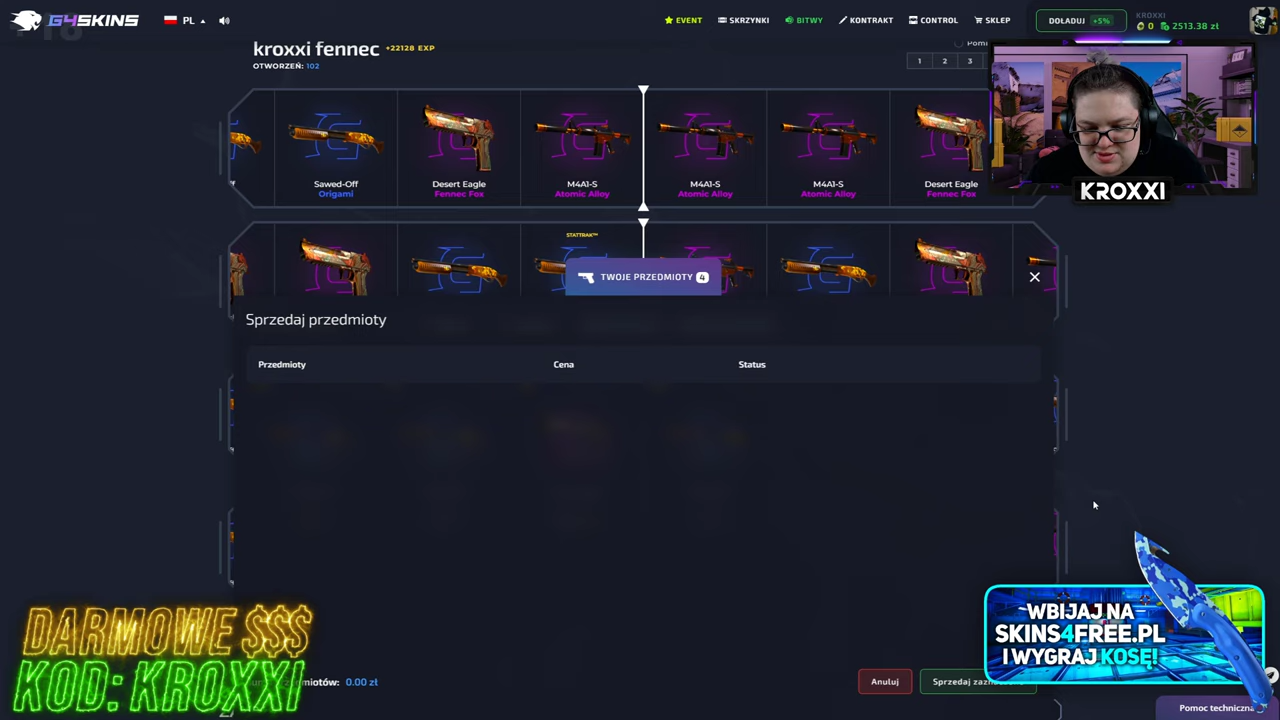 G4SKINS
PL
EVENT
SKRZYNKI
BITWY
KONTRAKT
CONTROL
SKLEP
DOŁADUJ +5%
KROXXI
0 2513.38 zł
+18
kroxxi fennec +22128 EXP
OTWORZEŃ: 102
1 2 3
Sawed-Off
Origami
Desert Eagle
Fennec Fox
M4A1-S
Atomic Alloy
M4A1-S
Atomic Alloy
M4A1-S
Atomic Alloy
Desert Eagle
Fennec Fox
KROXXI
STATTRAK™
TWOJE PRZEDMIOTY 4
Sprzedaj przedmioty
Przedmioty Cena Status
DARMOWE $$$
KOD: KROXXI
0.00 zł
Anuluj
Sprzedaj
WBIJAJ NA
SKINS4FREE.PL
I WYGRAJ KOSĘ!
Pomoc techniczna